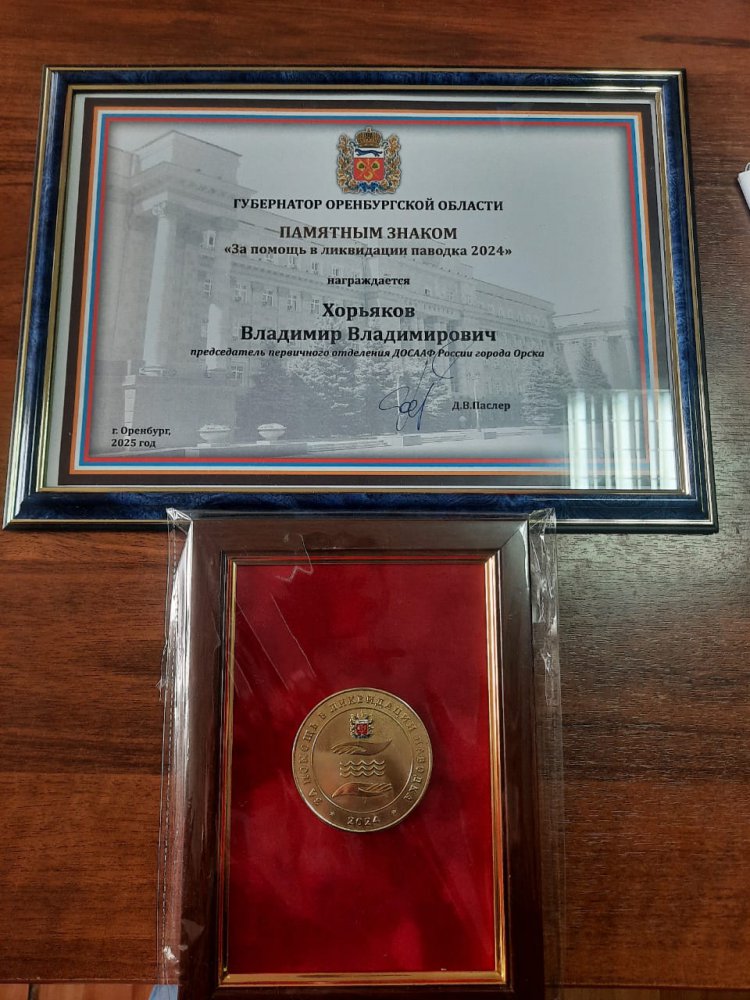 ГУБЕРНАТОР ОРЕНБУРГСКОЙ ОБЛАСТИ
ПАМЯТНЫМ ЗНАКОМ
«За помощь в ликвидации паводка 2024»
награждается
Хорьяков
Владимир Владимирович
председатель первичного отделения ДОСААФ России города Орска
Д.В.Паслер
г. Оренбург,
2025 год
ЗА ПОМОЩЬ В ЛИКВИДАЦИИ ПАВОДКА
* 2024 *